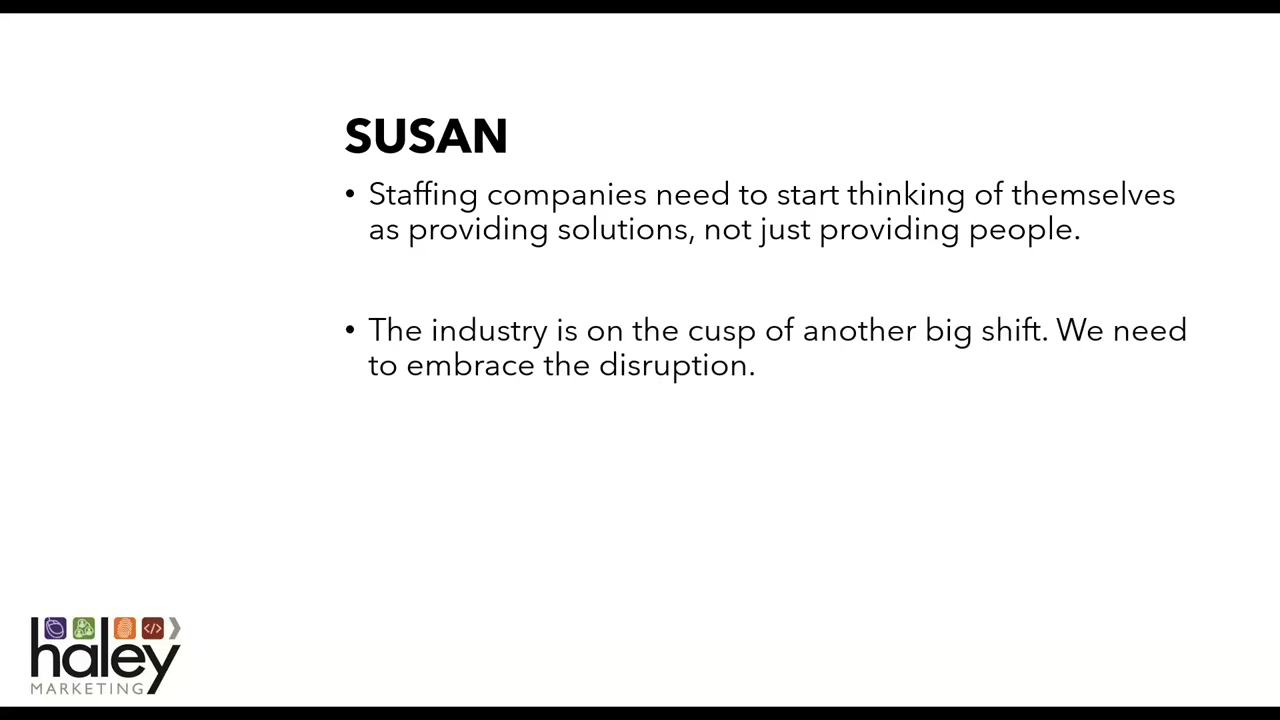 SUSAN
• Staffing companies need to start thinking of themselves
as providing solutions, not just providing people.
• The industry is on the cusp of another big shift. We need
to embrace the disruption.
</>
haley
MARKETING